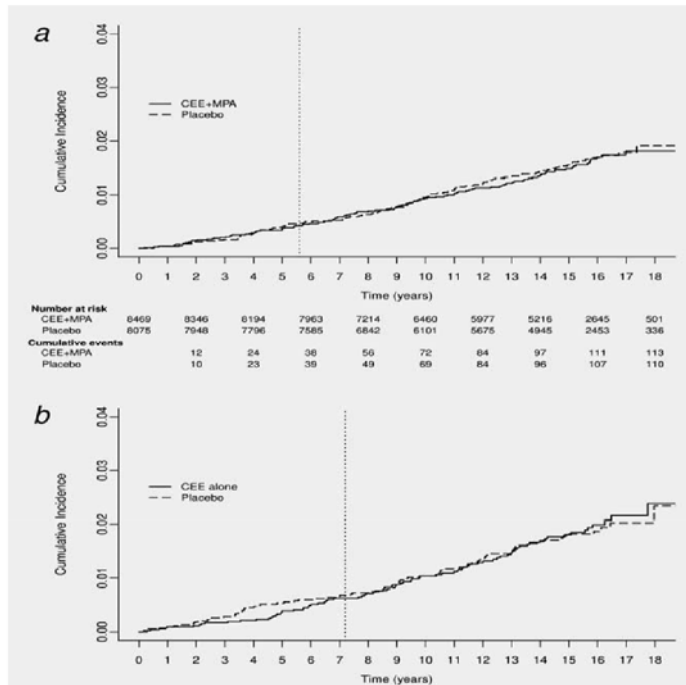 a
0.04
0.03
0.02
0.01
0.00
Cumulative Incidence
CEE+MPA
Placebo
0 1 2 3 4 5 6 7 8 9 10 11 12 13 14 15 16 17 18
Time (years)
Number at risk
CEE+MPA 8469 8346 8194 7963 7214 6460 5977 5216 2645 501
Placebo 8075 7948 7796 7585 6842 6101 5675 4945 2453 336
Cumulative events
CEE+MPA 12 24 38 56 72 84 97 111 113
Placebo 10 23 39 49 69 84 96 107 110
b
0.04
0.03
0.02
0.01
0.00
Cumulative Incidence
CEE alone
Placebo
0 1 2 3 4 5 6 7 8 9 10 11 12 13 14 15 16 17 18
Time (years)